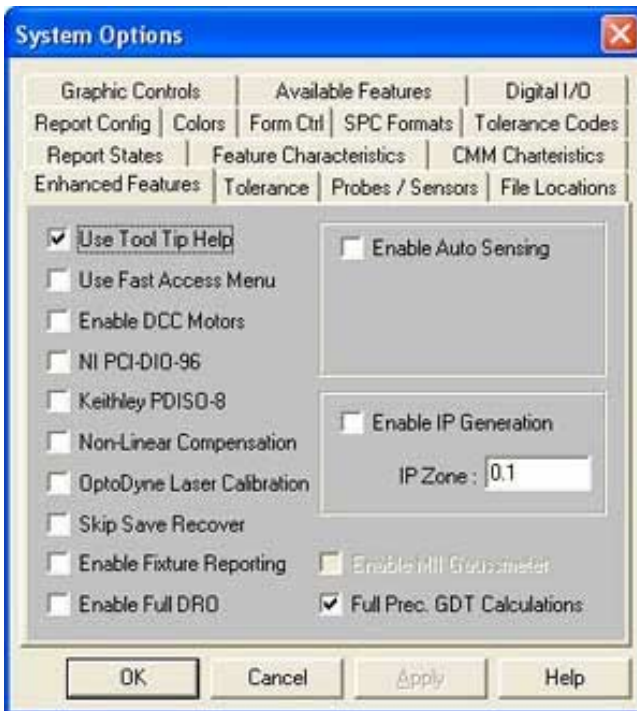 System Options
Graphic Controls
Available Features
Digital I/O
Report Config
Colors
Form Ctrl
SPC Formats
Tolerance Codes
Report States
Feature Characteristics
CMM Charteristics
Enhanced Features
Tolerance
Probes / Sensors
File Locations
Use Tool Tip Help
Use Fast Access Menu
Enable DCC Motors
NI PCI-DIO-96
Keithley PDISO-8
Non-Linear Compensation
OptoDyne Laser Calibration
Skip Save Recover
Enable Fixture Reporting
Enable Full DRO
Enable Auto Sensing
Enable IP Generation
IP Zone : 0.1
Enable MII Gaussmeter
Full Prec. GDT Calculations
OK
Cancel
Apply
Help